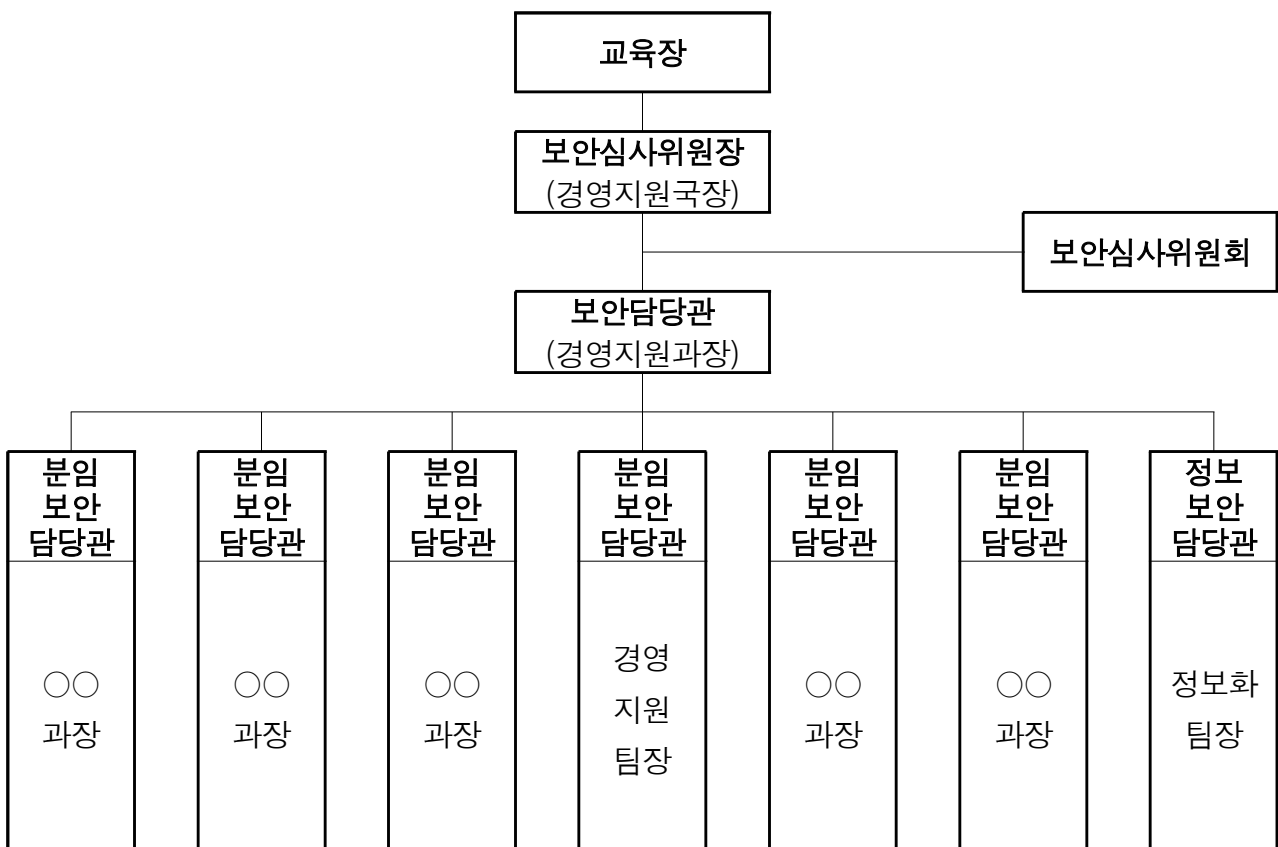 교육장
보안심사위원장
(경영지원국장)
보안심사위원회
보안담당관
(경영지원과장)
분임
보안
담당관
○○
과장
분임
보안
담당관
○○
과장
분임
보안
담당관
○○
과장
분임
보안
담당관
경영
지원
팀장
분임
보안
담당관
○○
과장
분임
보안
담당관
○○
과장
정보
보안
담당관
정보화
팀장